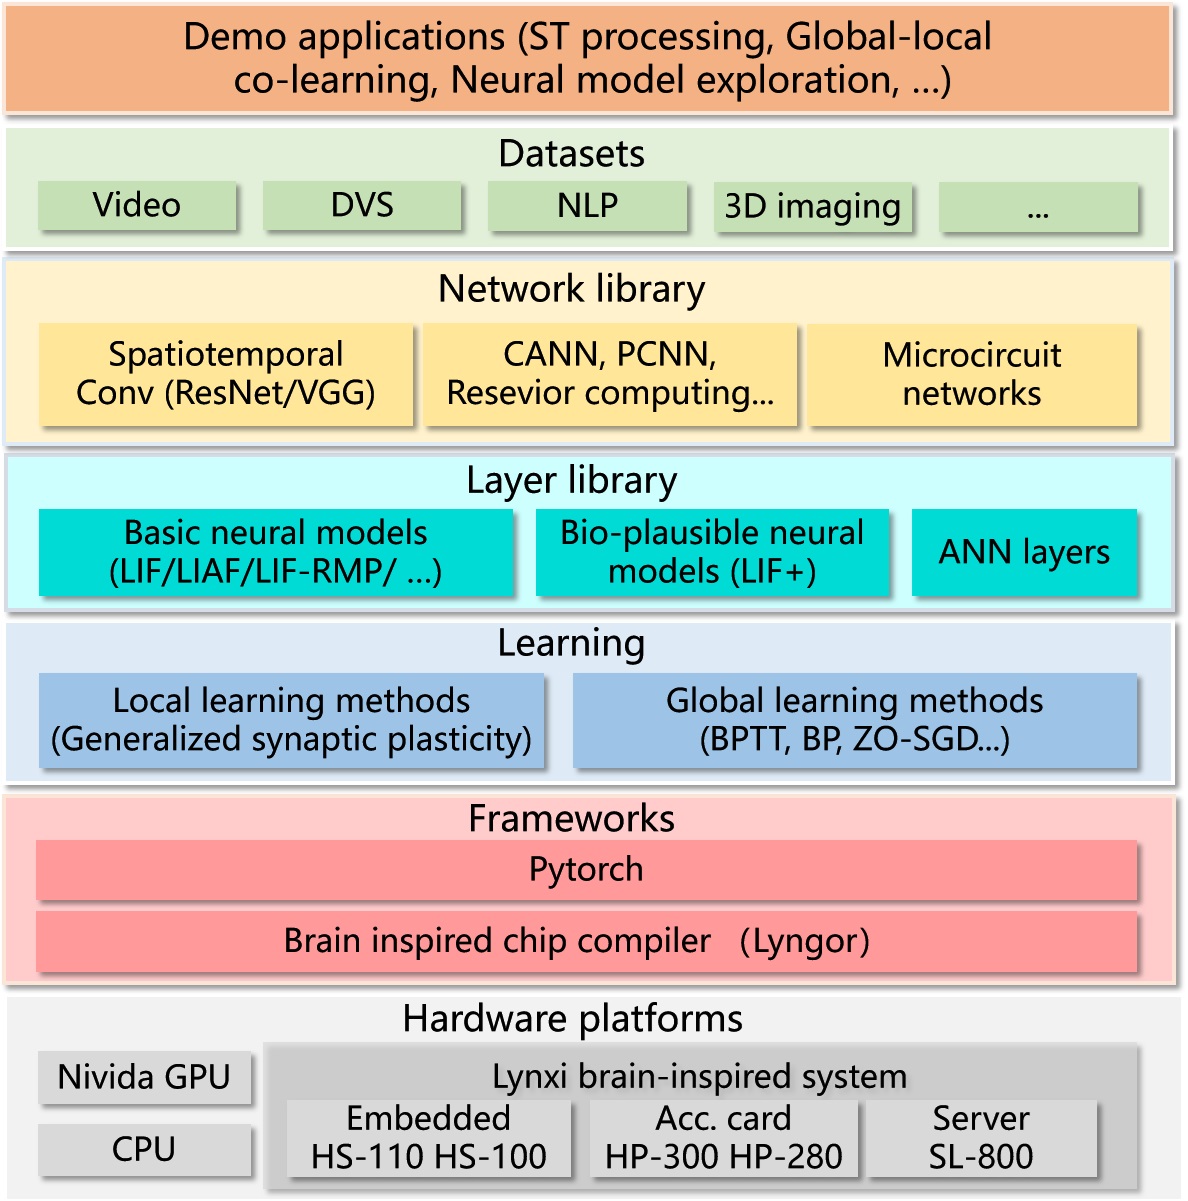 Demo applications (ST processing, Global-local
co-learning, Neural model exploration, ...)
Datasets
Video
DVS
NLP
3D imaging
...
Network library
Spatiotemporal
Conv (ResNet/VGG)
CANN, PCNN,
Resevior computing...
Microcircuit
networks
Layer library
Basic neural models
(LIF/LIAF/LIF-RMP/ ...)
Bio-plausible neural
models (LIF+)
ANN layers
Learning
Local learning methods
(Generalized synaptic plasticity)
Global learning methods
(BPTT, BP, ZO-SGD...)
Frameworks
Pytorch
Brain inspired chip compiler （Lyngor）
Hardware platforms
Nivida GPU
CPU
Lynxi brain-inspired system
Embedded
HS-110 HS-100
Acc. card
HP-300 HP-280
Server
SL-800